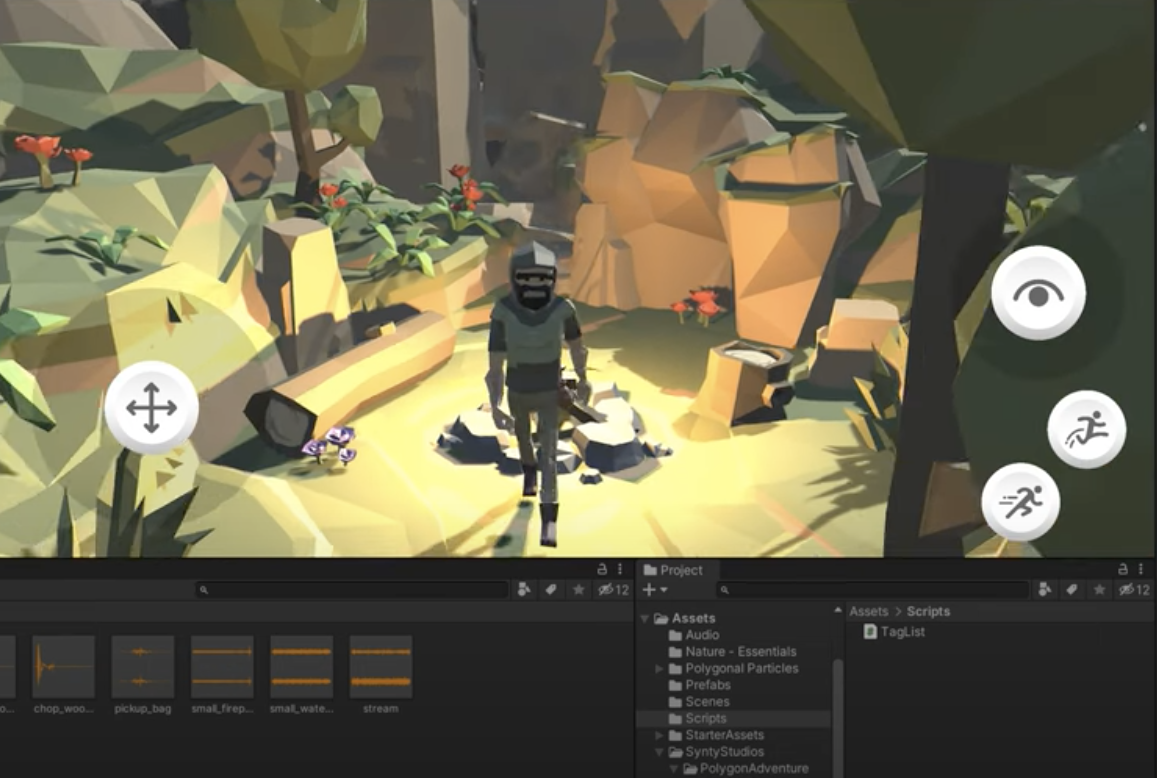 12
Project
12
Assets
Audio
Nature - Essentials
Polygonal Particles
Prefabs
Scenes
Scripts
StarterAssets
SyntyStudios
PolygonAdventure
Assets > Scripts
TagList
o...
chop_woo...
pickup_bag
small_firep...
small_wate...
stream